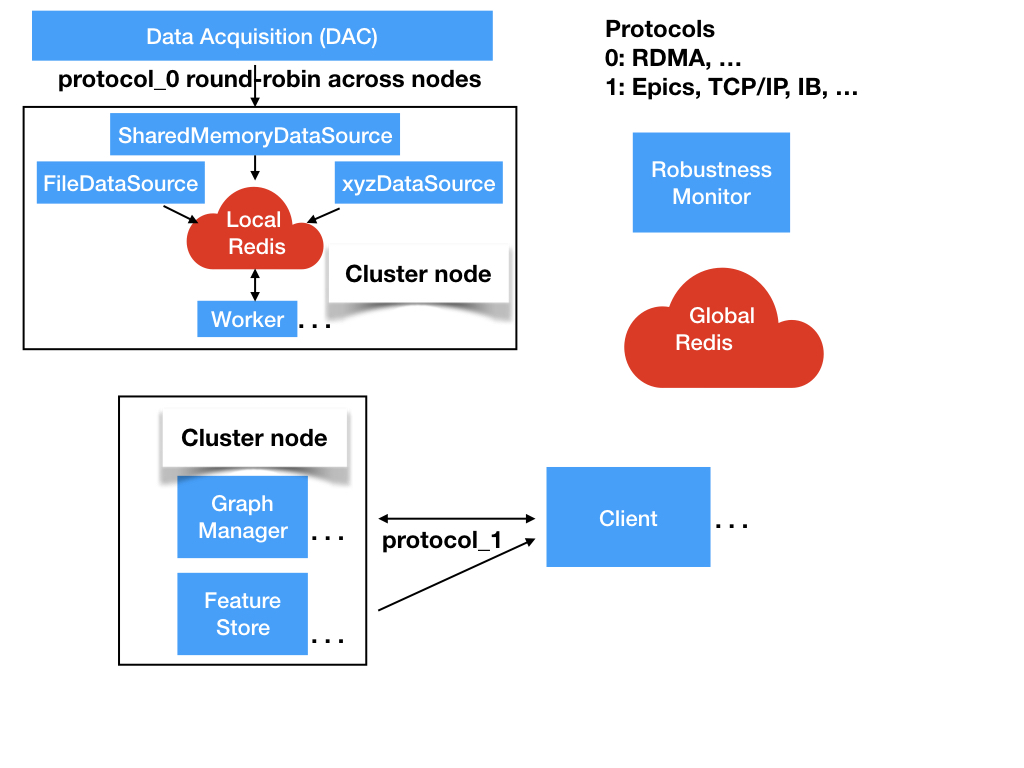 Data Acquisition (DAC)
protocol_0 round-robin across nodes
SharedMemoryDataSource
FileDataSource
xyzDataSource
Local
Redis
Cluster node
Worker
...
Protocols
0: RDMA, …
1: Epics, TCP/IP, IB, …
Robustness
Monitor
Global
Redis
Cluster node
Graph
Manager
...
Feature
Store
...
protocol_1
Client
...